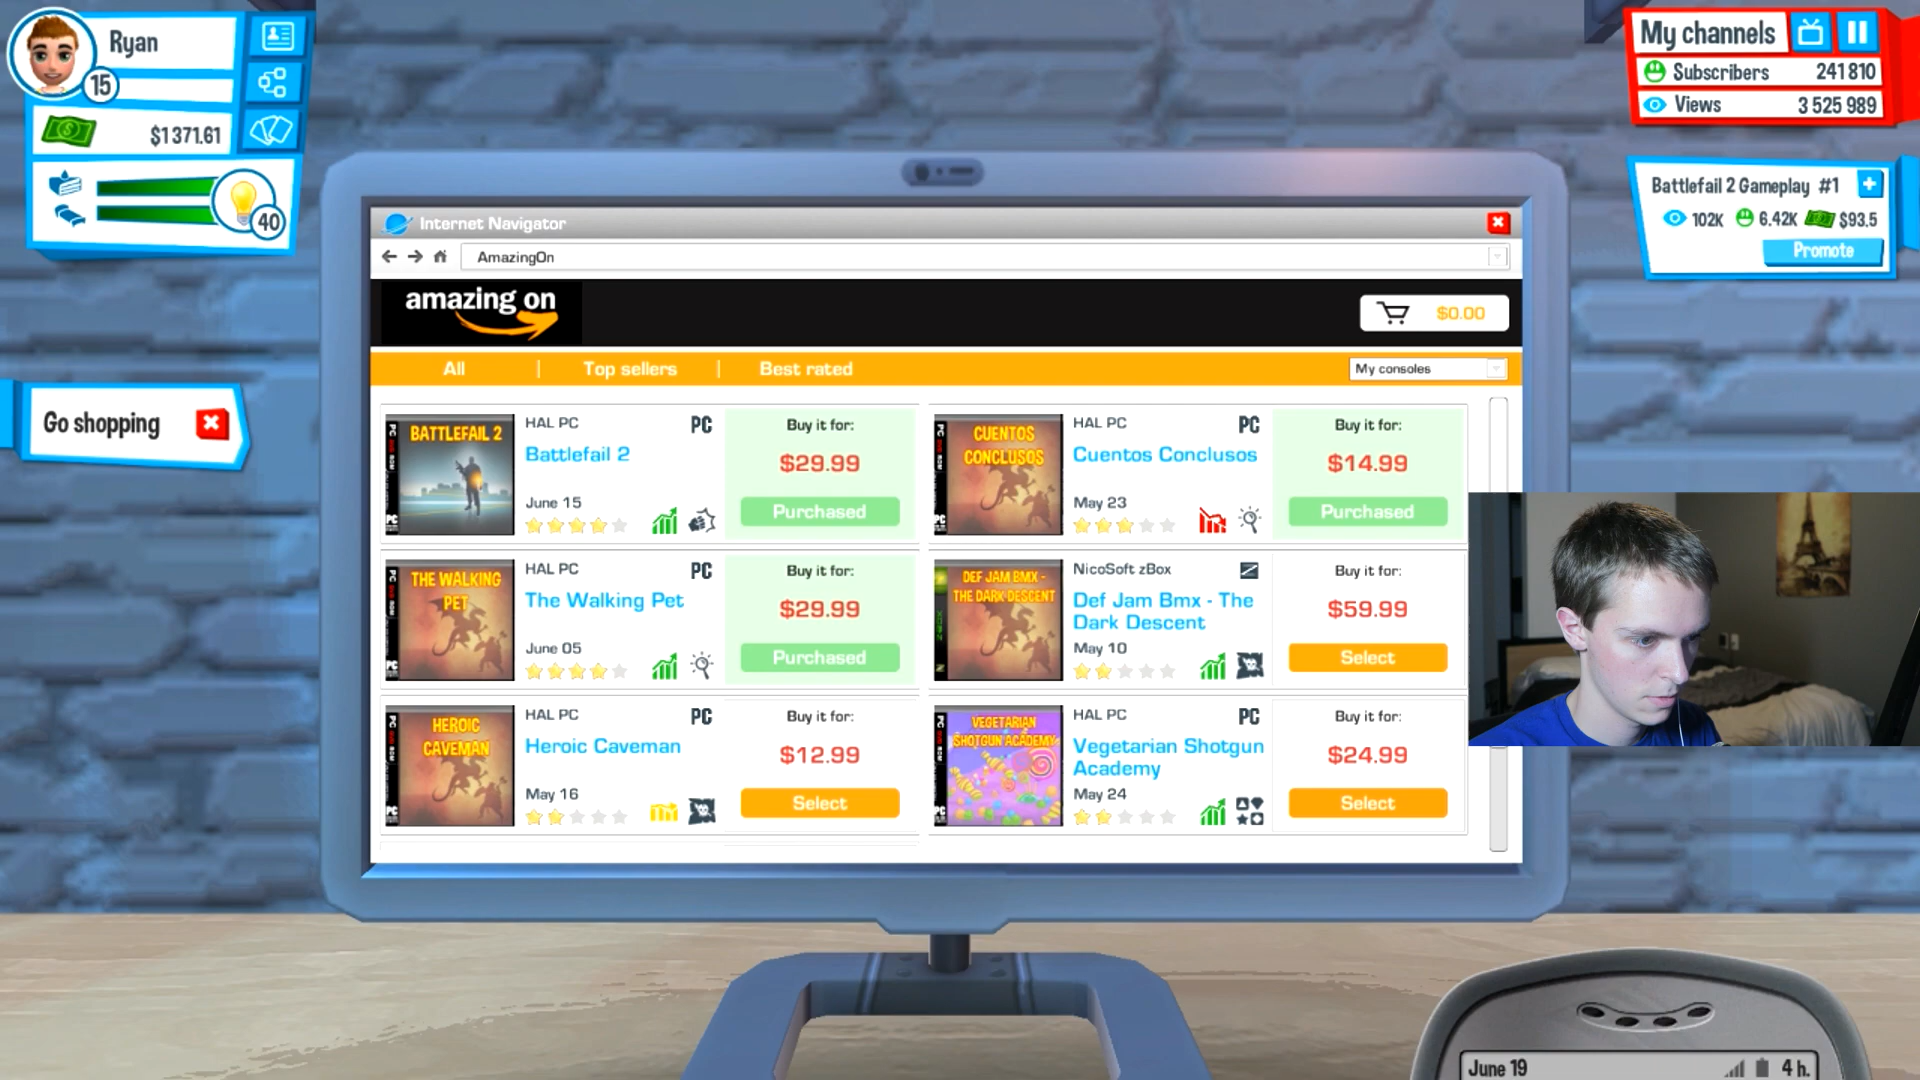 Ryan
15
$1371.61
40
Go shopping
My channels
Subscribers 241 810
Views 3 525 989
Battlefail 2 Gameplay #1
102K 6.42K $93.5
Promote
Internet Navigator
AmazingOn
amazing on
$0.00
All | Top sellers | Best rated
My consoles
BATTLEFAIL 2
HAL PC PC
Battlefail 2
June 15
Buy it for:
$29.99
Purchased
CUENTOS
CONCLUSOS
HAL PC PC
Cuentos Conclusos
May 23
Buy it for:
$14.99
Purchased
THE WALKING
PET
HAL PC PC
The Walking Pet
June 05
Buy it for:
$29.99
Purchased
DEF JAM BMX -
THE DARK DESCENT
NicoSoft zBox
Def Jam Bmx - The
Dark Descent
May 10
Buy it for:
$59.99
Select
HEROIC
CAVEMAN
HAL PC PC
Heroic Caveman
May 16
Buy it for:
$12.99
Select
VEGETARIAN
SHOTGUN ACADEMY
HAL PC PC
Vegetarian Shotgun
Academy
May 24
Buy it for:
$24.99
Select
June 19 4 h.